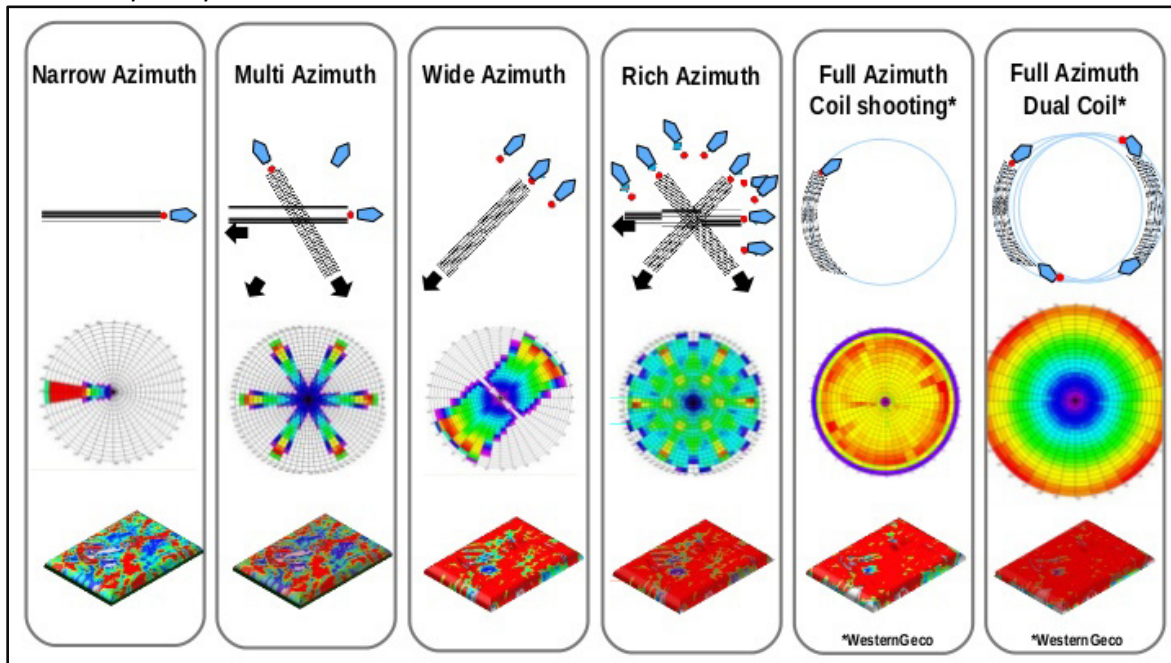 Narrow Azimuth
Multi Azimuth
Wide Azimuth
Rich Azimuth
Full Azimuth
Coil shooting*
Full Azimuth
Dual Coil*
*WesternGeco
*WesternGeco